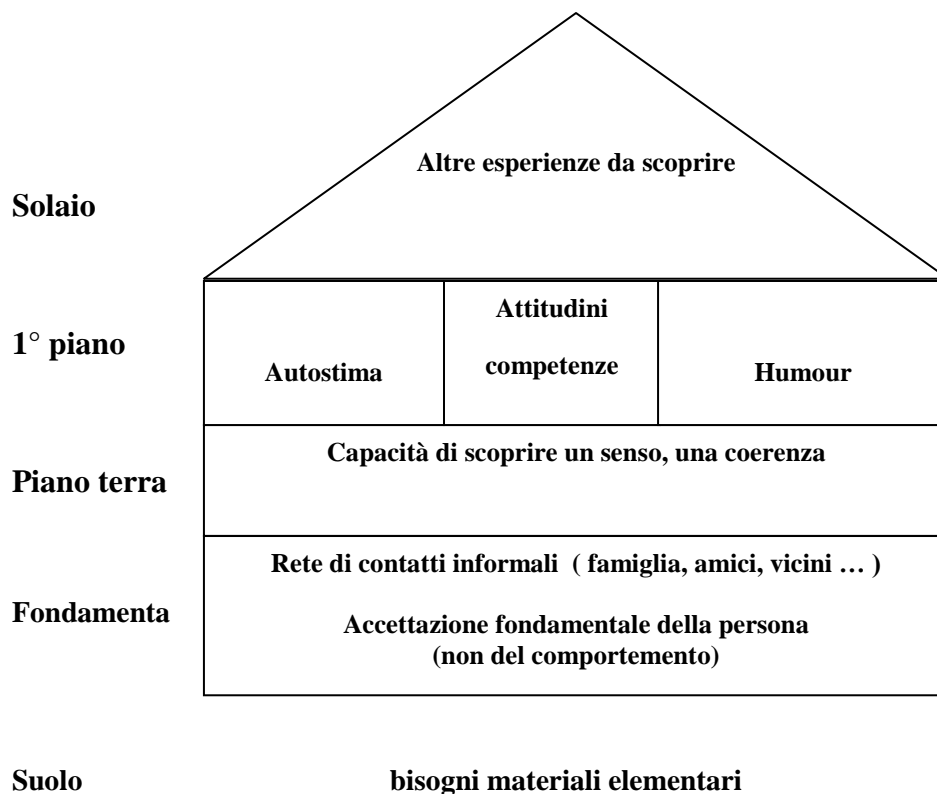 Altre esperienze da scoprire
Solaio
1° piano
Autostima
Attitudini
competenze
Humour
Piano terra
Capacità di scoprire un senso, una coerenza
Fondamenta
Rete di contatti informali ( famiglia, amici, vicini … )
Accettazione fondamentale della persona
(non del comportemento)
Suolo
bisogni materiali elementari